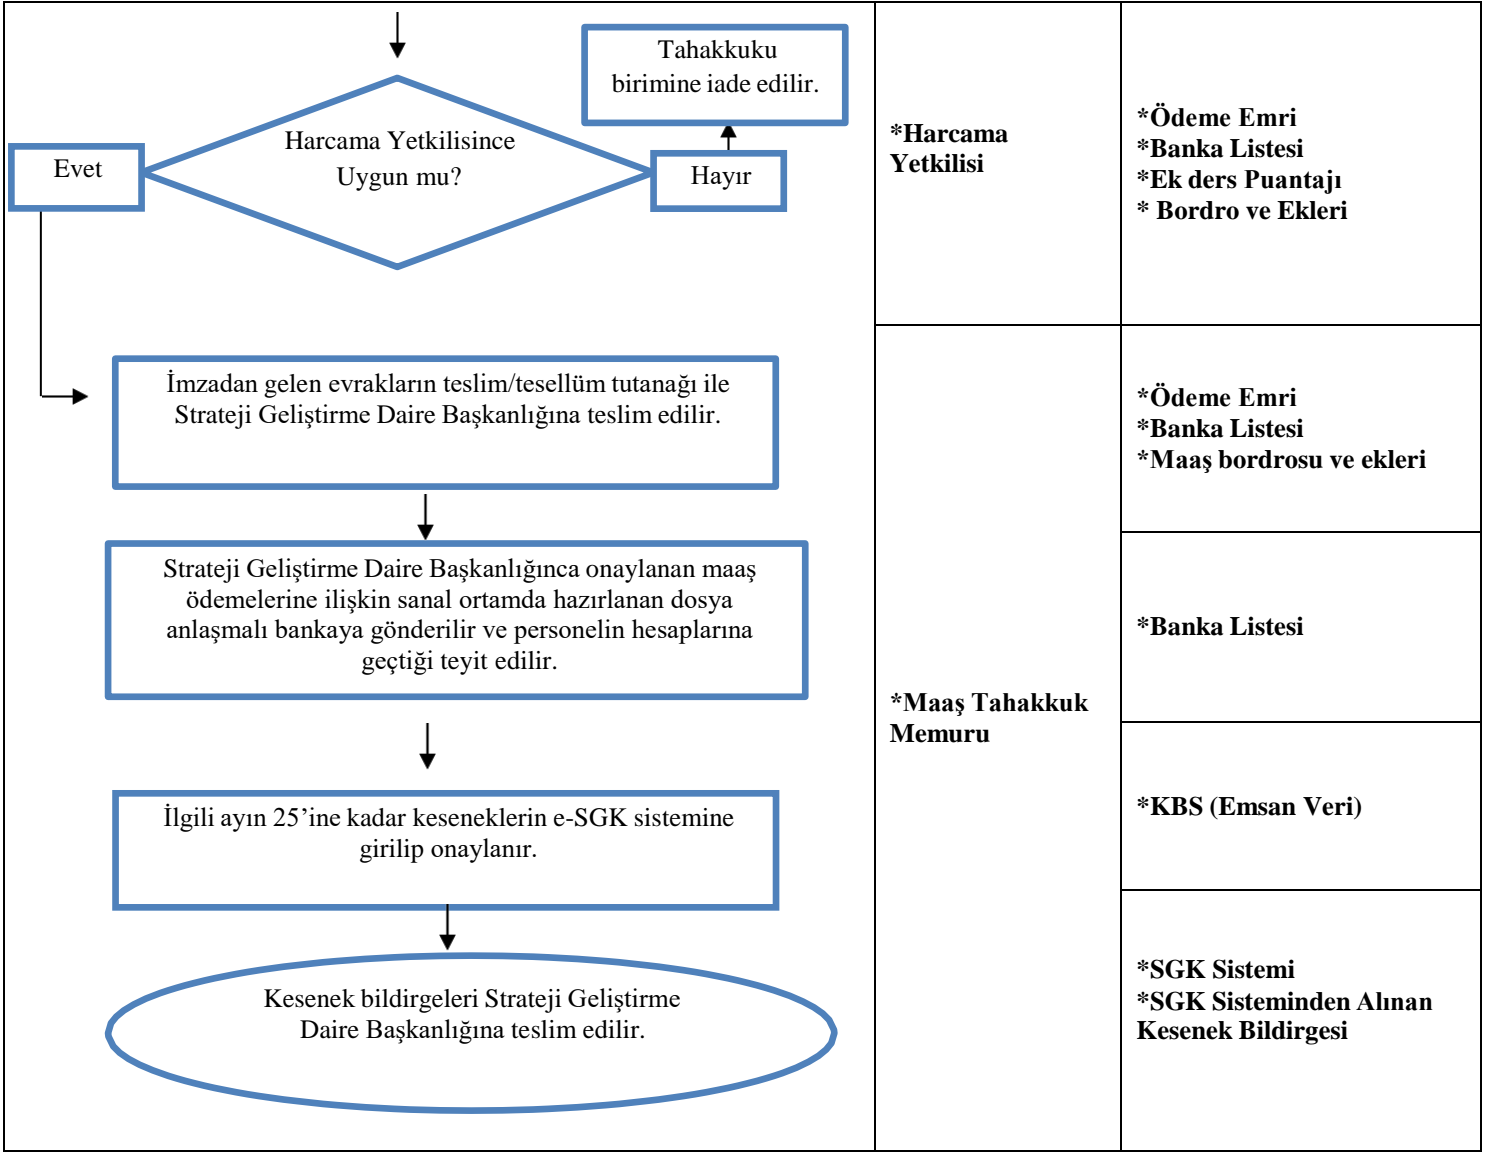 Tahakkuku
birimine iade edilir.
Harcama Yetkilisince
Uygun mu?
Evet
Hayır
*Harcama
Yetkilisi
*Ödeme Emri
*Banka Listesi
*Ek ders Puantajı
* Bordro ve Ekleri
İmzadan gelen evrakların teslim/tesellüm tutanağı ile
Strateji Geliştirme Daire Başkanlığına teslim edilir.
*Ödeme Emri
*Banka Listesi
*Maaş bordrosu ve ekleri
Strateji Geliştirme Daire Başkanlığınca onaylanan maaş
ödemelerine ilişkin sanal ortamda hazırlanan dosya
anlaşmalı bankaya gönderilir ve personelin hesaplarına
geçtiği teyit edilir.
*Banka Listesi
*Maaş Tahakkuk
Memuru
İlgili ayın 25’ine kadar keseneklerin e-SGK sistemine
girilip onaylanır.
*KBS (Emsan Veri)
Kesenek bildirgeleri Strateji Geliştirme
Daire Başkanlığına teslim edilir.
*SGK Sistemi
*SGK Sisteminden Alınan
Kesenek Bildirgesi